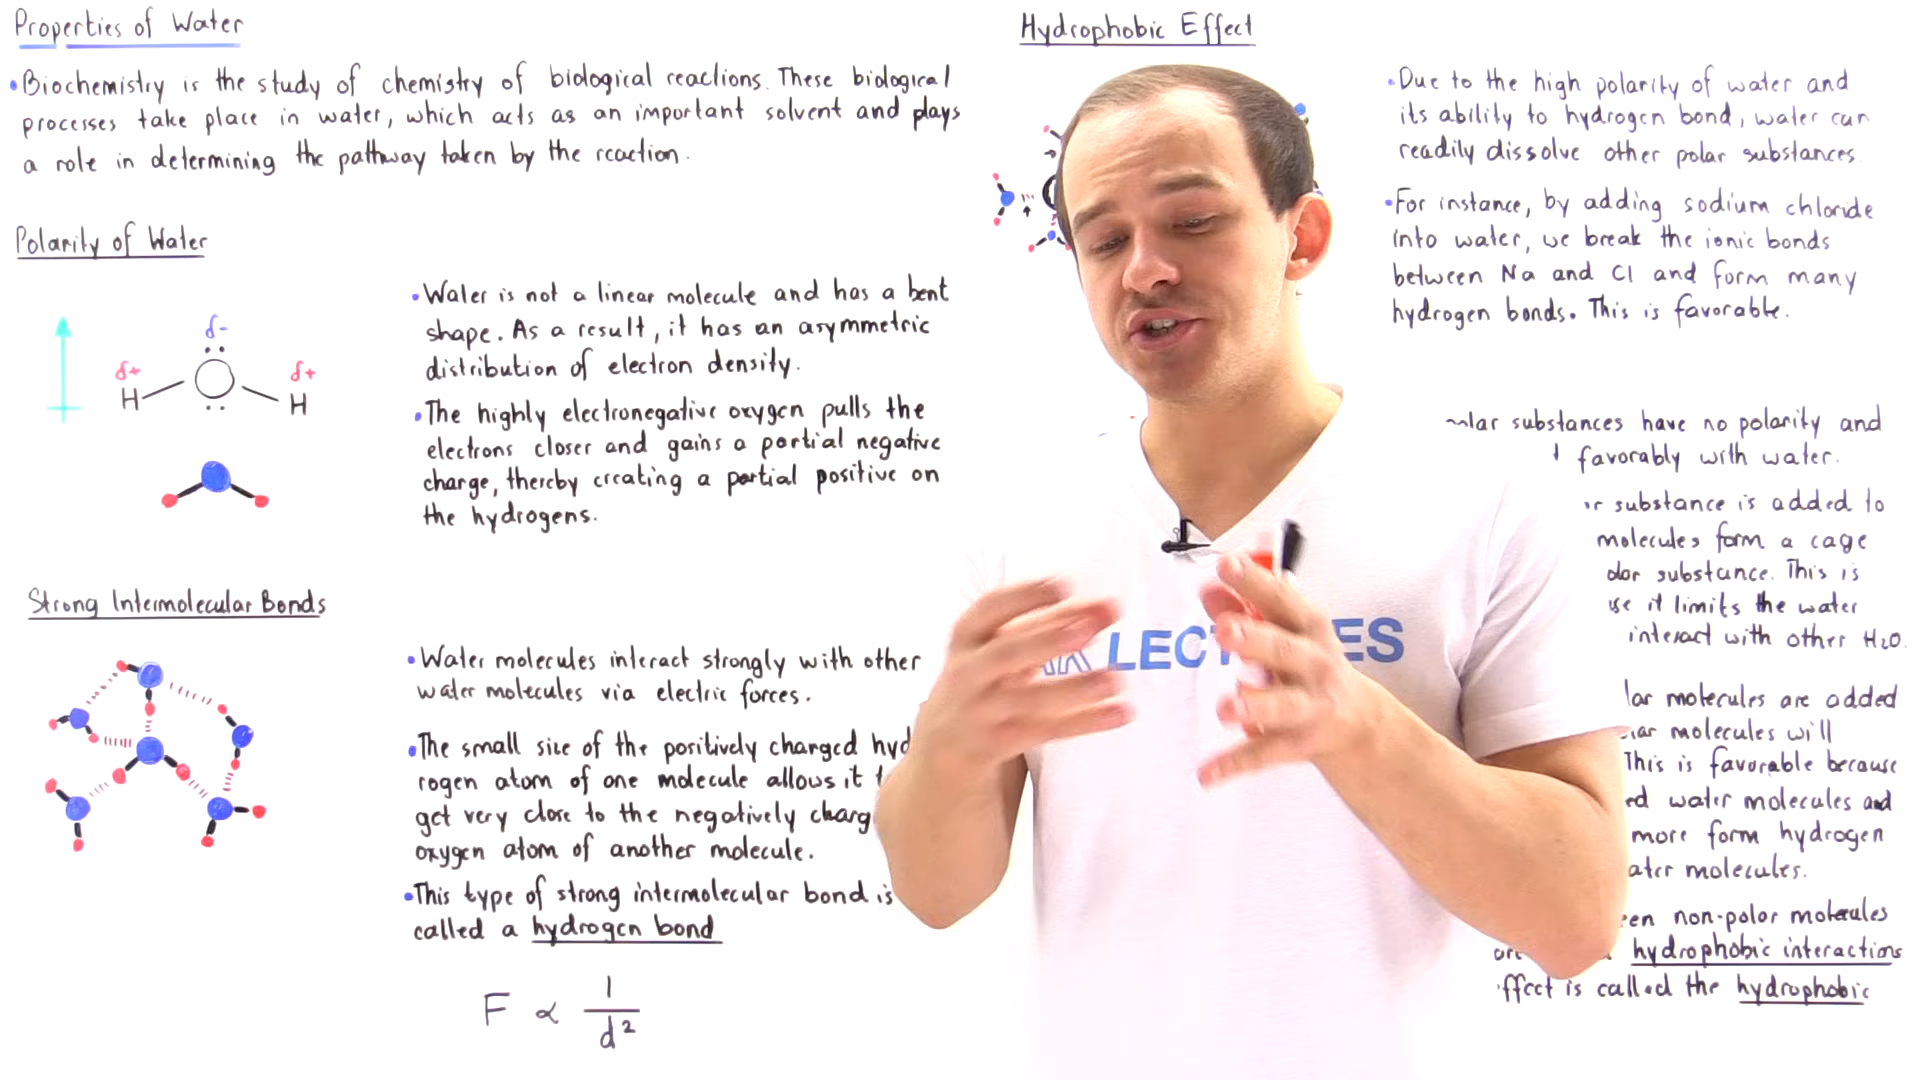 Properties of Water
•Biochemistry is the study of chemistry of biological reactions. These biological
processes take place in water, which acts as an important solvent and plays
a role in determining the pathway taken by the reaction.
Polarity of Water
δ-
δ+
δ+
H
H
•Water is not a linear molecule and has a bent
shape. As a result, it has an asymmetric
distribution of electron density.
•The highly electronegative oxygen pulls the
electrons closer and gains a partial negative
charge, thereby creating a partial positive on
the hydrogens.
Strong Intermolecular Bonds
•Water molecules interact strongly with other
water molecules via electric forces.
•The small size of the positively charged hyd
rogen atom of one molecule allows it
get very close to the negatively charg
oxygen atom of another molecule.
•This type of strong intermolecular bond is
called a hydrogen bond
F ∝ 1/d²
Hydrophobic Effect
•Due to the high polarity of water and
its ability to hydrogen bond, water can
readily dissolve other polar substances
•For instance, by adding sodium chloride
into water, we break the ionic bonds
between Na and Cl and form many
hydrogen bonds. This is favorable.
lar substances have no polarity and
favorably with water.
r substance is added to
molecules form a cage
olar substance. This is
se it limits the water
interact with other H2O.
lar molecules are added
lar molecules will
This is favorable because
ed water molecules and
more form hydrogen
ater molecules.
een non-polar molecules
hydrophobic interactions
ffect is called the hydrophobic
LECT ES